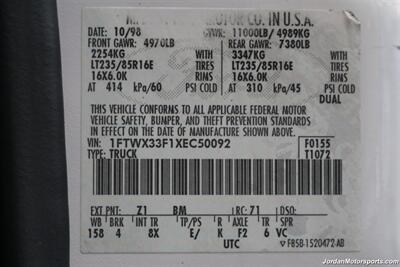 MOTOR CO. IN U.S.A.
DATE: 10/98 GVWR: 11000LB/ 4989KG
FRONT GAWR: 4970LB REAR GAWR: 7380LB
2254KG WITH 3347KG WITH
LT235/85R16E TIRES LT235/85R16E TIRES
16X6.0K RIMS 16X6.0K RIMS
AT 414 kPa/60 PSI COLD AT 310 kPa/45 PSI COLD
DUAL
THIS VEHICLE CONFORMS TO ALL APPLICABLE FEDERAL MOTOR
VEHICLE SAFETY, BUMPER, AND THEFT PREVENTION STANDARDS
IN EFFECT ON THE DATE OF MANUFACTURE SHOWN ABOVE.
VIN: 1FTWX33F1XEC50092 F0155
TYPE: TRUCK T1072
EXT PNT: Z1 BM RC: 71 DSO:
WB BRK INT TR TP/PS R AXLE TR SPR
158 4 8X E/ K F2 6 VC
UTC F85B-1520472-AB
JordanMotorsports.com